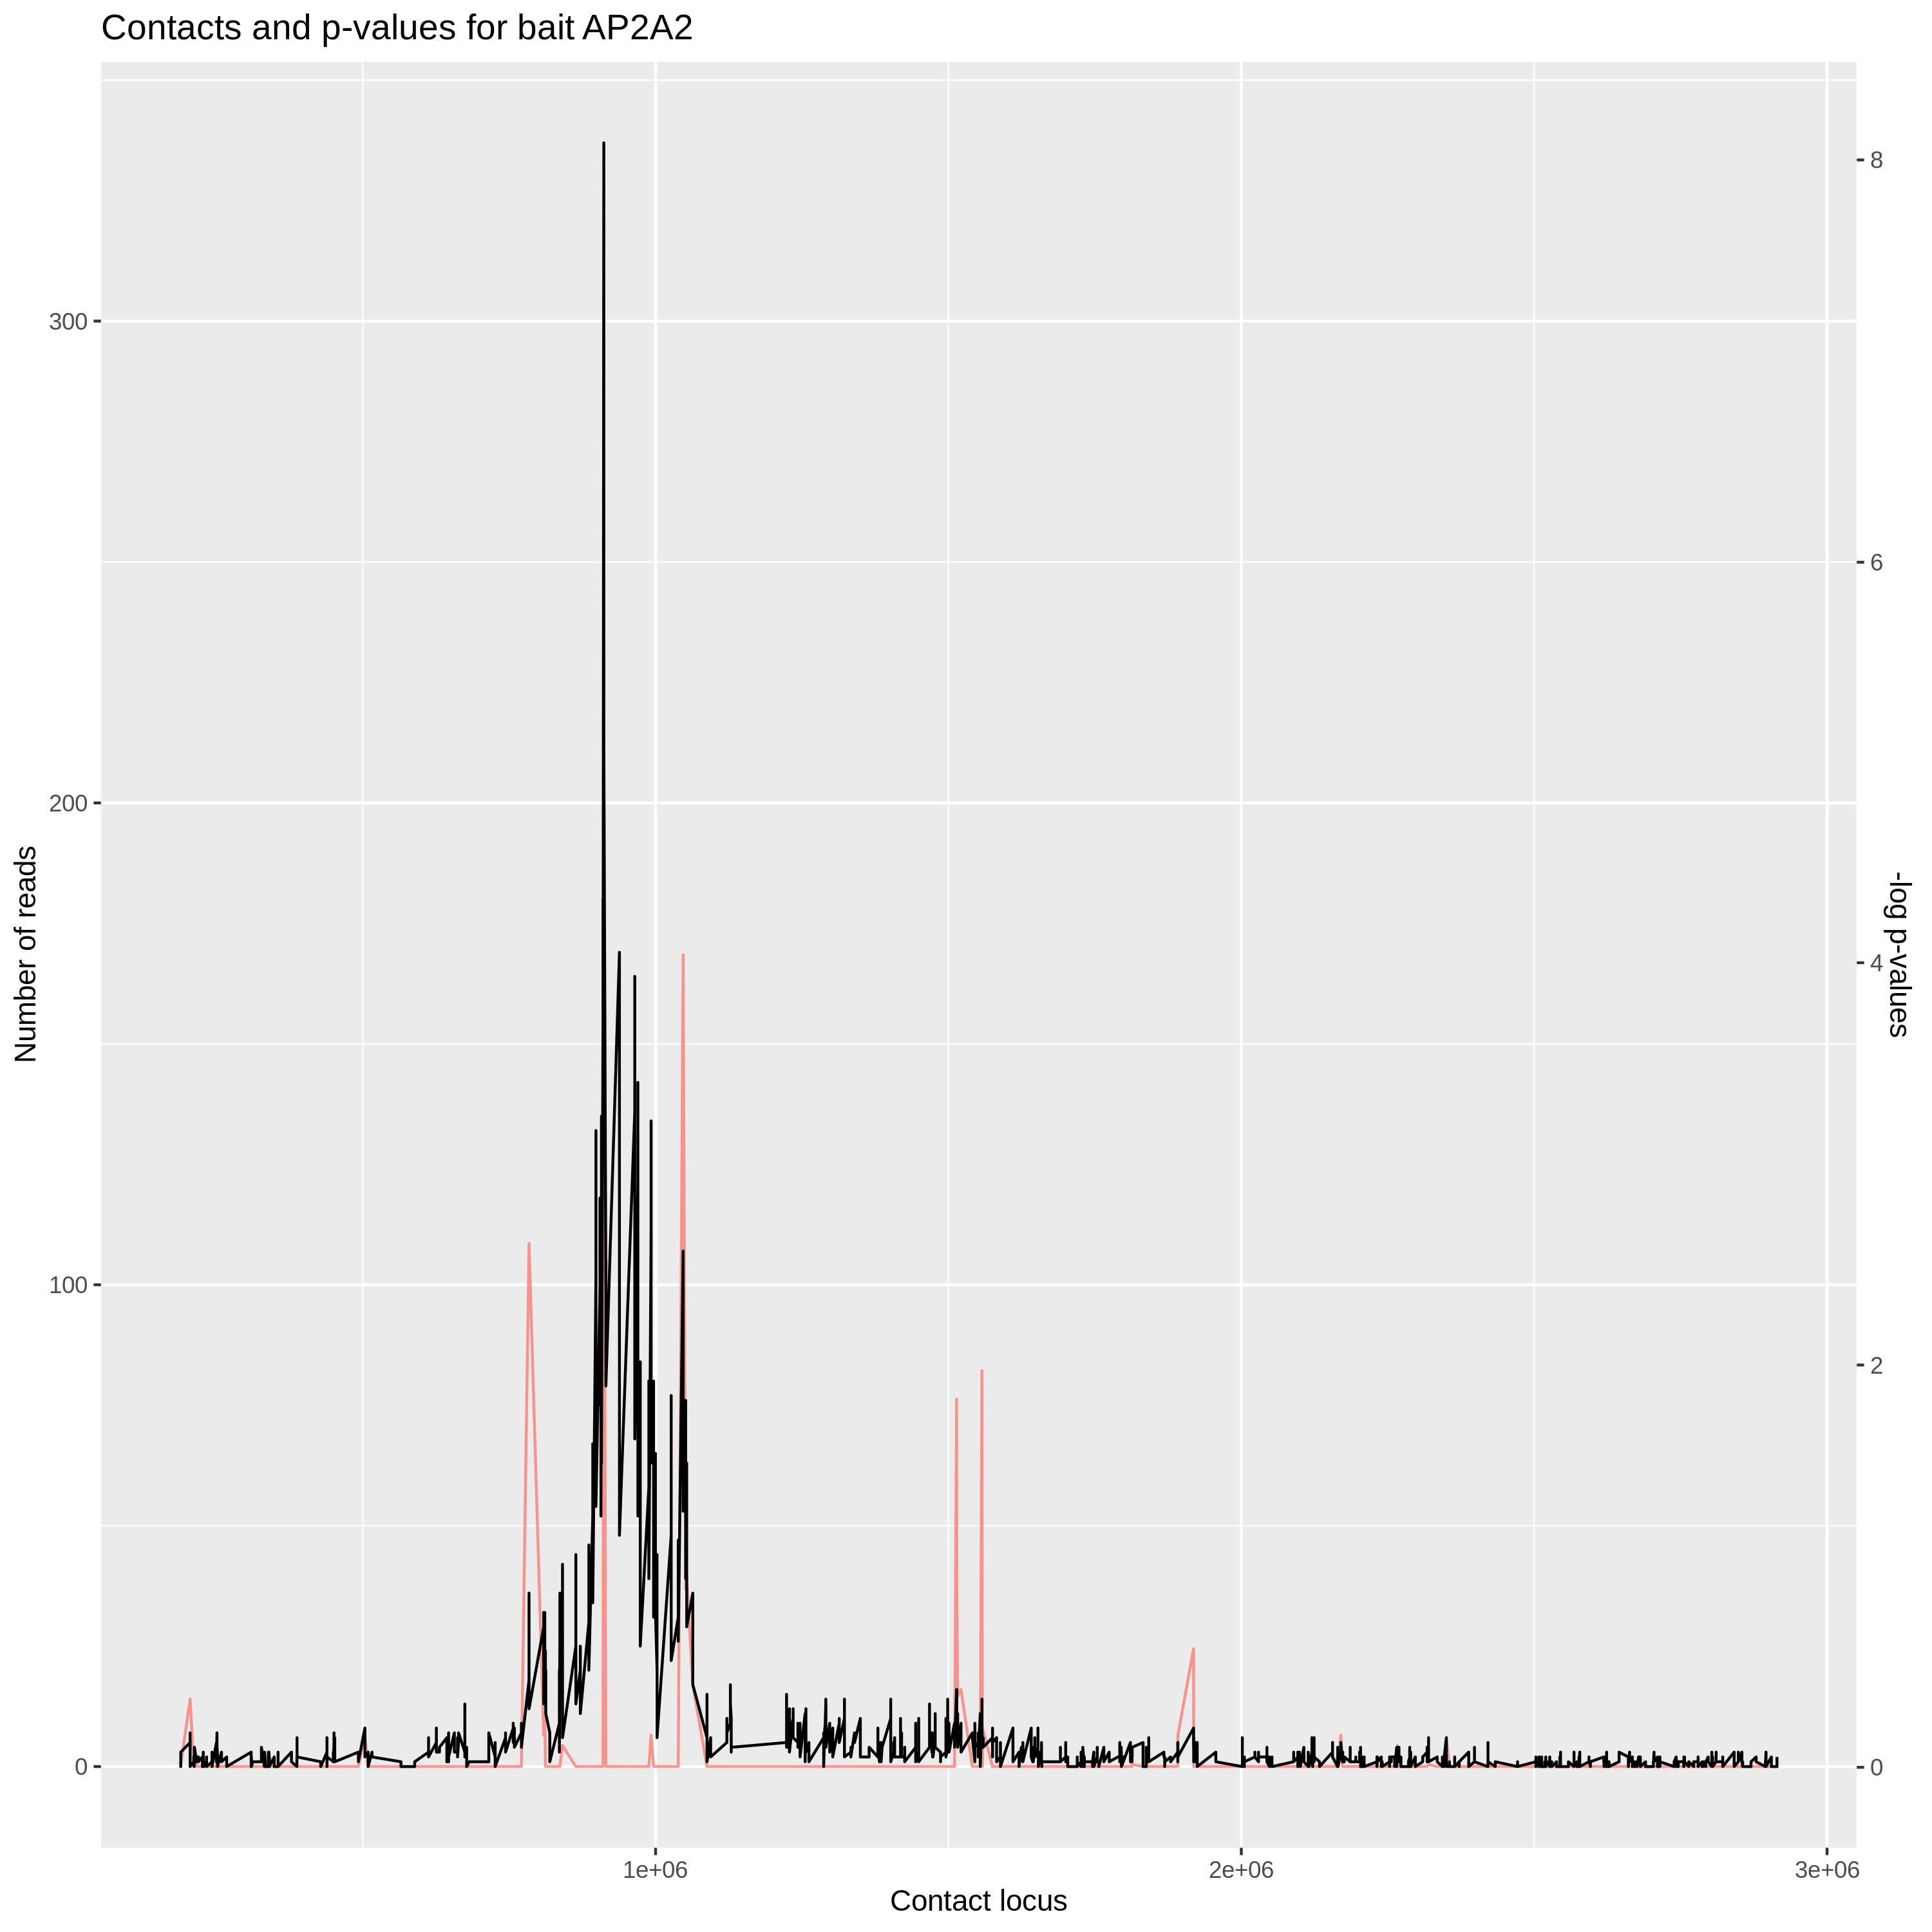 Contacts and p-values for bait AP2A2
300
200
100
0
Number of reads
8
6
4
2
0
-log p-values
1e+06
2e+06
3e+06
Contact locus